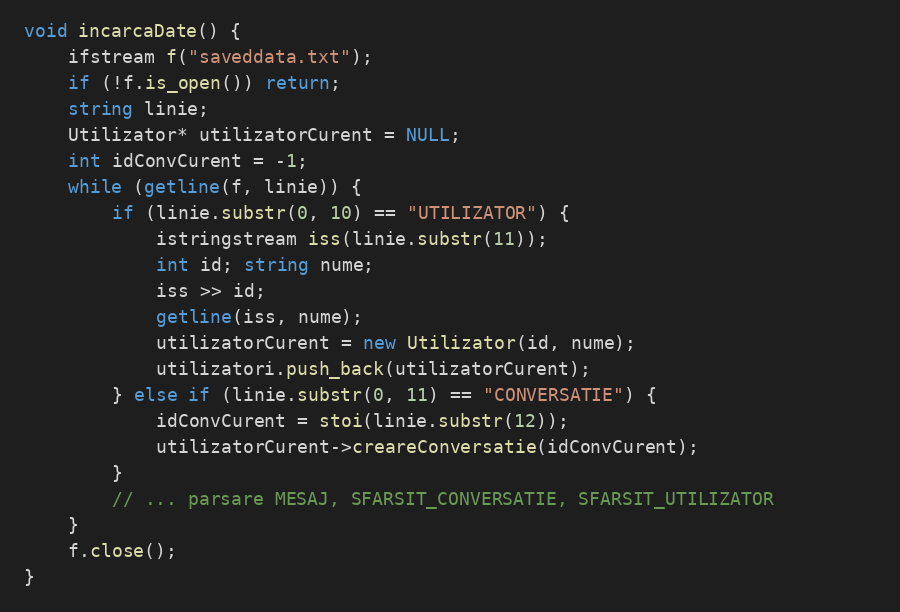 void incarcaDate() {
    ifstream f("saveddata.txt");
    if (!f.is_open()) return;
    string linie;
    Utilizator* utilizatorCurent = NULL;
    int idConvCurent = -1;
    while (getline(f, linie)) {
        if (linie.substr(0, 10) == "UTILIZATOR") {
            istringstream iss(linie.substr(11));
            int id; string nume;
            iss >> id;
            getline(iss, nume);
            utilizatorCurent = new Utilizator(id, nume);
            utilizatori.push_back(utilizatorCurent);
        } else if (linie.substr(0, 11) == "CONVERSATIE") {
            idConvCurent = stoi(linie.substr(12));
            utilizatorCurent->creareConversatie(idConvCurent);
        }
        // ... parsare MESAJ, SFARSIT_CONVERSATIE, SFARSIT_UTILIZATOR
    }
    f.close();
}